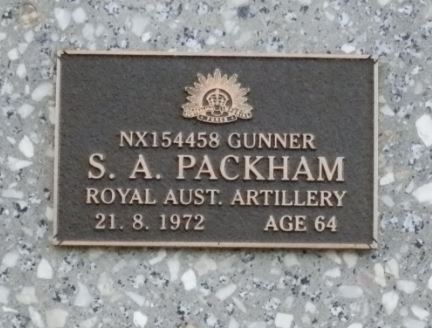 NX154458 GUNNER
S. A. PACKHAM
ROYAL AUST. ARTILLERY
21. 8. 1972 AGE 64